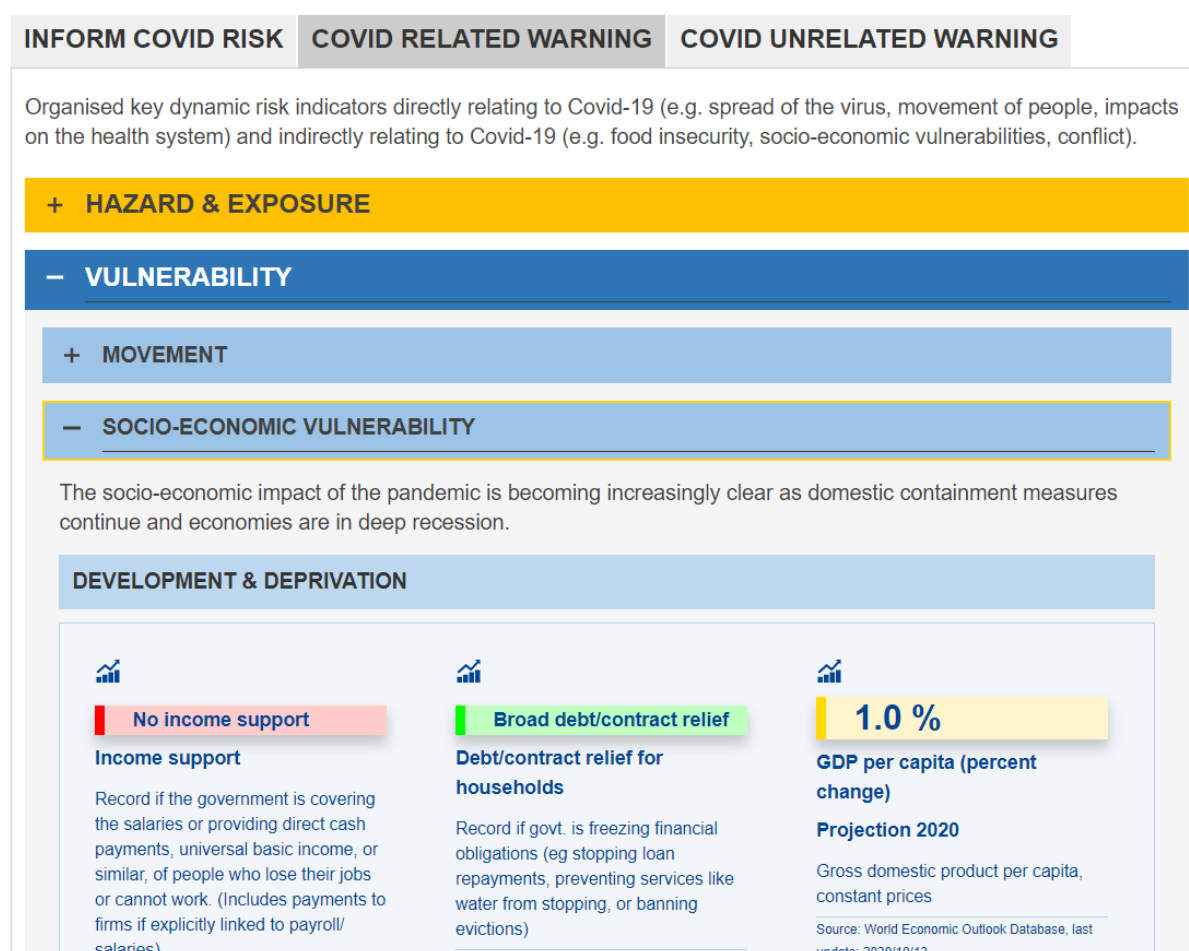 INFORM COVID RISK COVID RELATED WARNING COVID UNRELATED WARNING
Organised key dynamic risk indicators directly relating to Covid-19 (e.g. spread of the virus, movement of people, impacts
on the health system) and indirectly relating to Covid-19 (e.g. food insecurity, socio-economic vulnerabilities, conflict).
+ HAZARD & EXPOSURE
− VULNERABILITY
+ MOVEMENT
− SOCIO-ECONOMIC VULNERABILITY
The socio-economic impact of the pandemic is becoming increasingly clear as domestic containment measures
continue and economies are in deep recession.
DEVELOPMENT & DEPRIVATION
No income support
Income support
Record if the government is covering
the salaries or providing direct cash
payments, universal basic income, or
similar, of people who lose their jobs
or cannot work. (Includes payments to
firms if explicitly linked to payroll/
salaries)
Broad debt/contract relief
Debt/contract relief for
households
Record if govt. is freezing financial
obligations (eg stopping loan
repayments, preventing services like
water from stopping, or banning
evictions)
1.0 %
GDP per capita (percent
change)
Projection 2020
Gross domestic product per capita,
constant prices
Source: World Economic Outlook Database, last
update: 2020/10/13